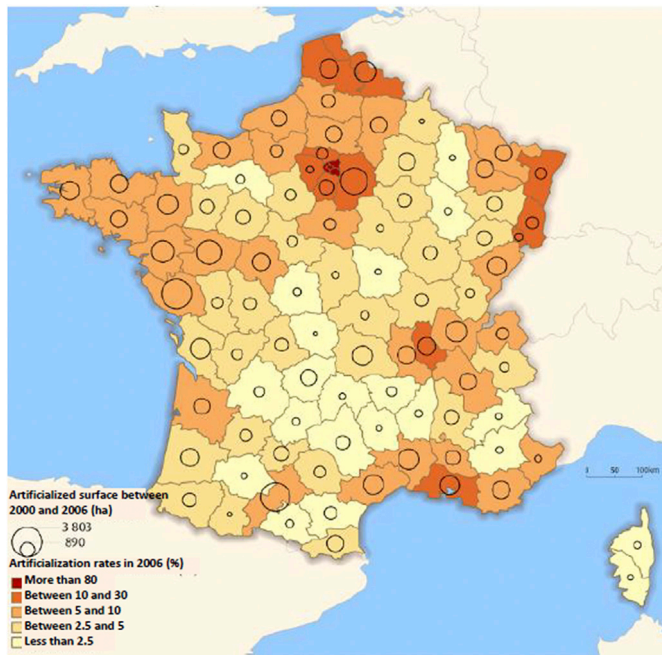 0 50 100km
Artificialized surface between
2000 and 2006 (ha)
3 803
890
Artificialization rates in 2006 (%)
More than 80
Between 10 and 30
Between 5 and 10
Between 2.5 and 5
Less than 2.5